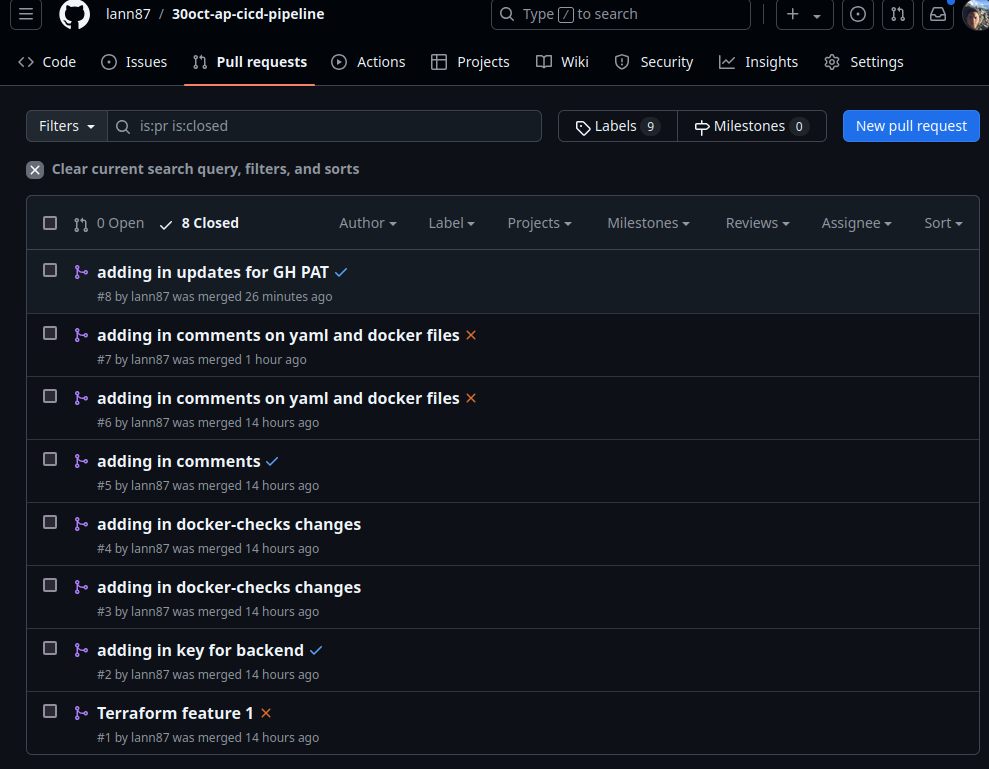 lann87 / 30oct-ap-cicd-pipeline Type / to search
Code Issues Pull requests Actions Projects Wiki Security Insights Settings
Filters is:pr is:closed Labels 9 Milestones 0 New pull request
Clear current search query, filters, and sorts
0 Open 8 Closed Author Label Projects Milestones Reviews Assignee Sort
adding in updates for GH PAT
#8 by lann87 was merged 26 minutes ago
adding in comments on yaml and docker files
#7 by lann87 was merged 1 hour ago
adding in comments on yaml and docker files
#6 by lann87 was merged 14 hours ago
adding in comments
#5 by lann87 was merged 14 hours ago
adding in docker-checks changes
#4 by lann87 was merged 14 hours ago
adding in docker-checks changes
#3 by lann87 was merged 14 hours ago
adding in key for backend
#2 by lann87 was merged 14 hours ago
Terraform feature 1
#1 by lann87 was merged 14 hours ago